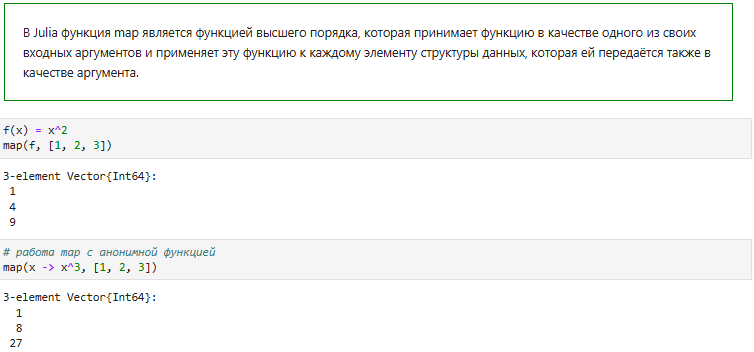 В Julia функция map является функцией высшего порядка, которая принимает функцию в качестве одного из своих
входных аргументов и применяет эту функцию к каждому элементу структуры данных, которая ей передаётся также в
качестве аргумента.
f(x) = x^2
map(f, [1, 2, 3])
3-element Vector{Int64}:
1
4
9
# работа map с анонимной функцией
map(x -> x^3, [1, 2, 3])
3-element Vector{Int64}:
1
8
27